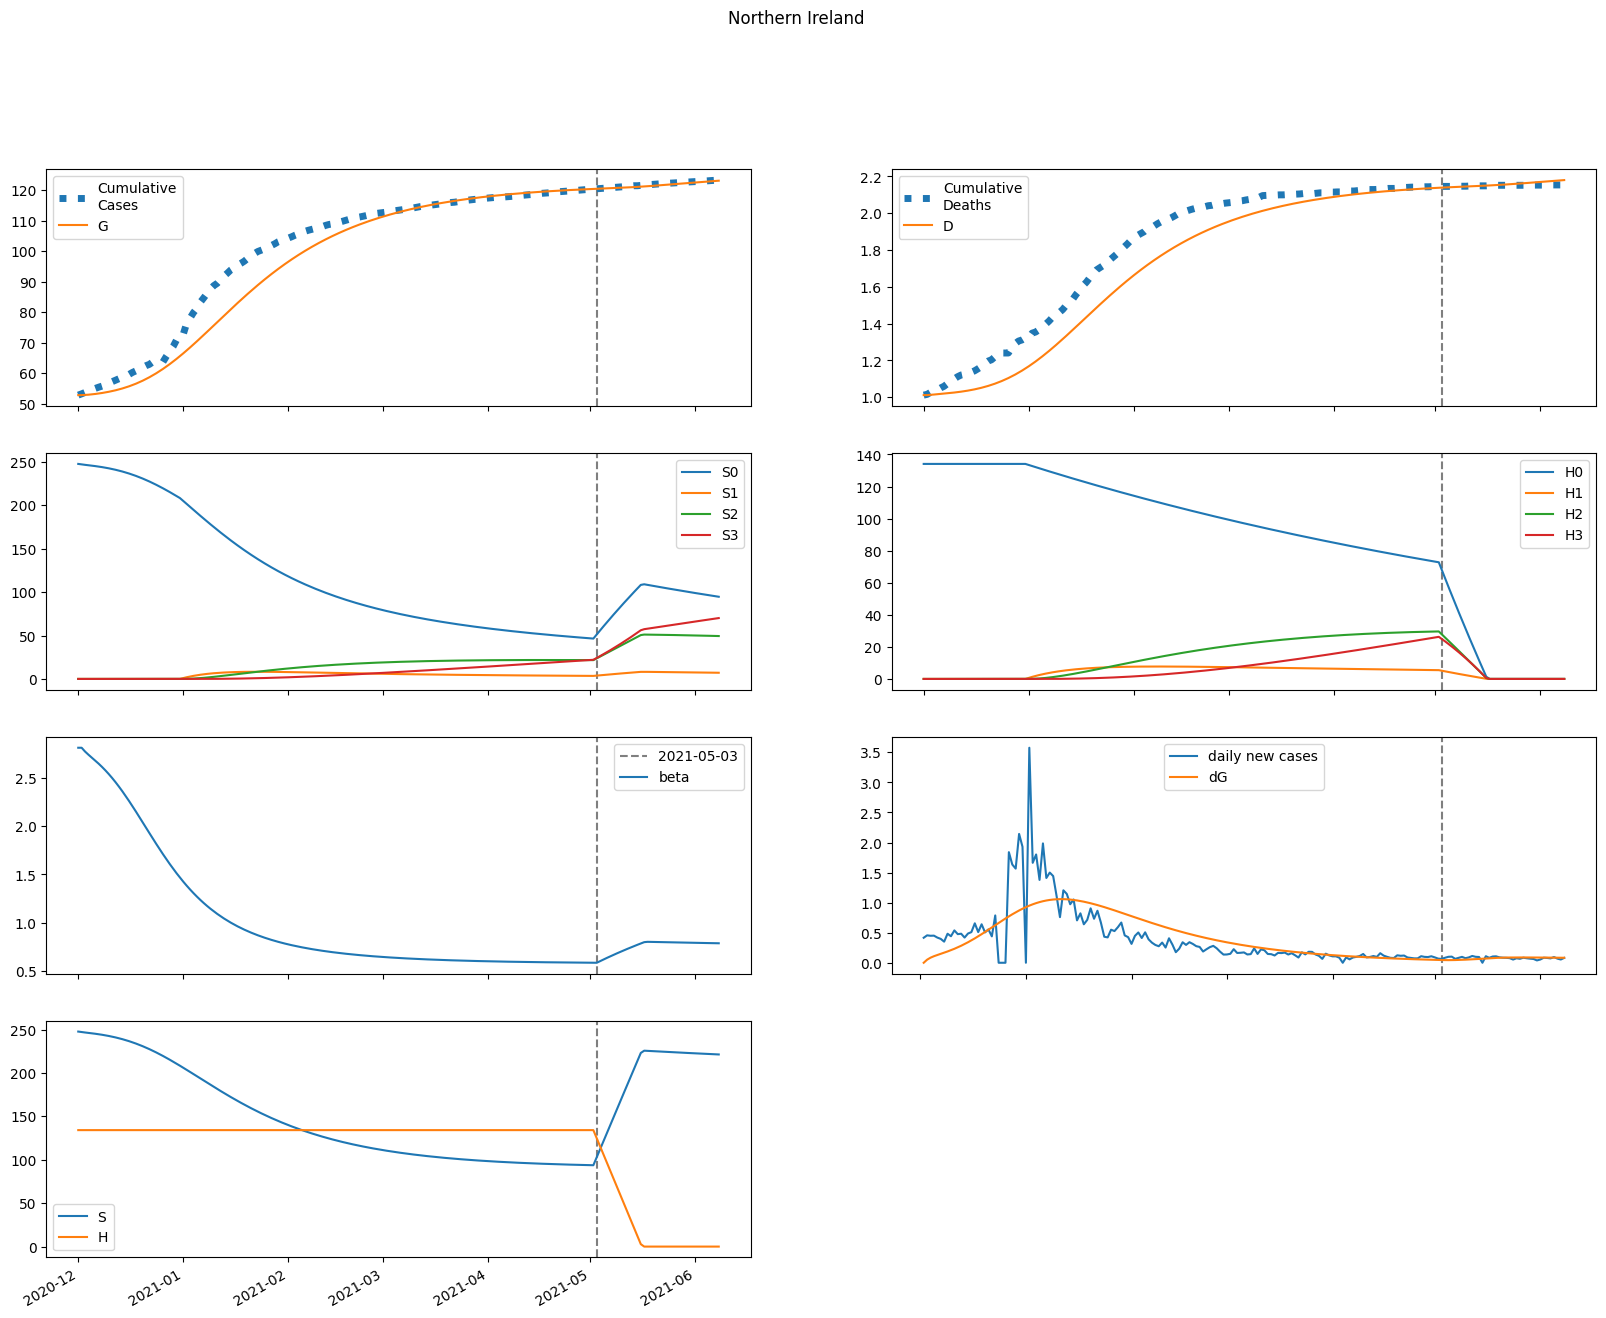 Northern Ireland
Cumulative
Cases
G
120
110
100
90
80
70
60
50
Cumulative
Deaths
D
2.2
2.0
1.8
1.6
1.4
1.2
1.0
S0
S1
S2
S3
250
200
150
100
50
0
H0
H1
H2
H3
140
120
100
80
60
40
20
0
2021-05-03
beta
2.5
2.0
1.5
1.0
0.5
daily new cases
dG
3.5
3.0
2.5
2.0
1.5
1.0
0.5
0.0
250
200
150
100
50
0
S
H
2020-12
2021-01
2021-02
2021-03
2021-04
2021-05
2021-06